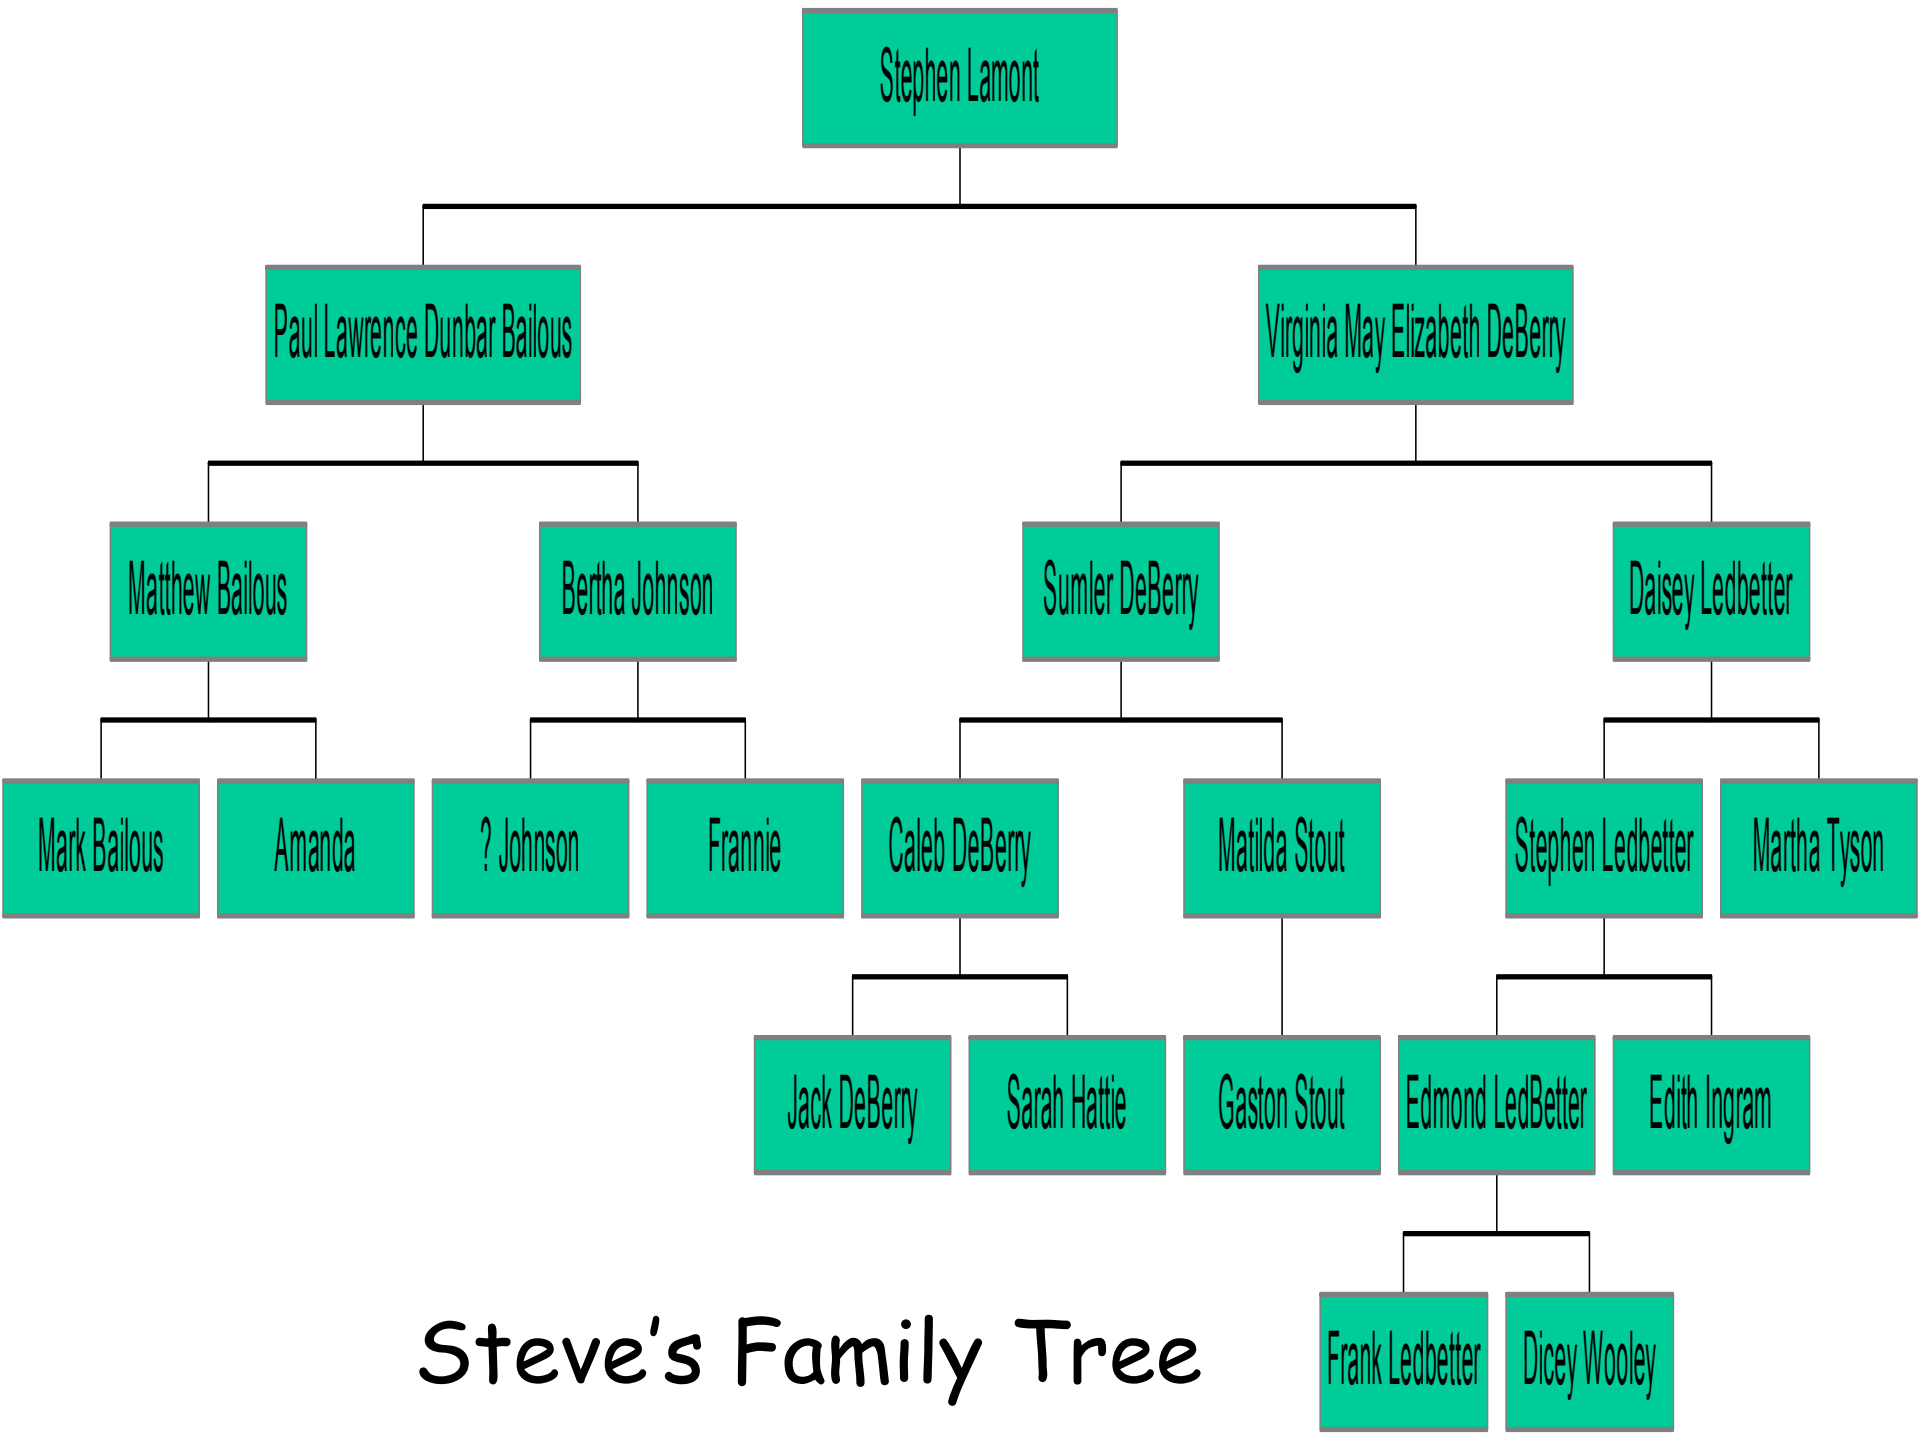 Stephen Lamont
Paul Lawrence Dunbar Bailous
Virginia May Elizabeth DeBerry
Matthew Bailous
Bertha Johnson
Sumler DeBerry
Daisey Ledbetter
Mark Bailous
Amanda
? Johnson
Frannie
Caleb DeBerry
Matilda Stout
Stephen Ledbetter
Martha Tyson
Jack DeBerry
Sarah Hattie
Gaston Stout
Edmond LedBetter
Edith Ingram
Frank Ledbetter
Dicey Wooley
Steve’s Family Tree